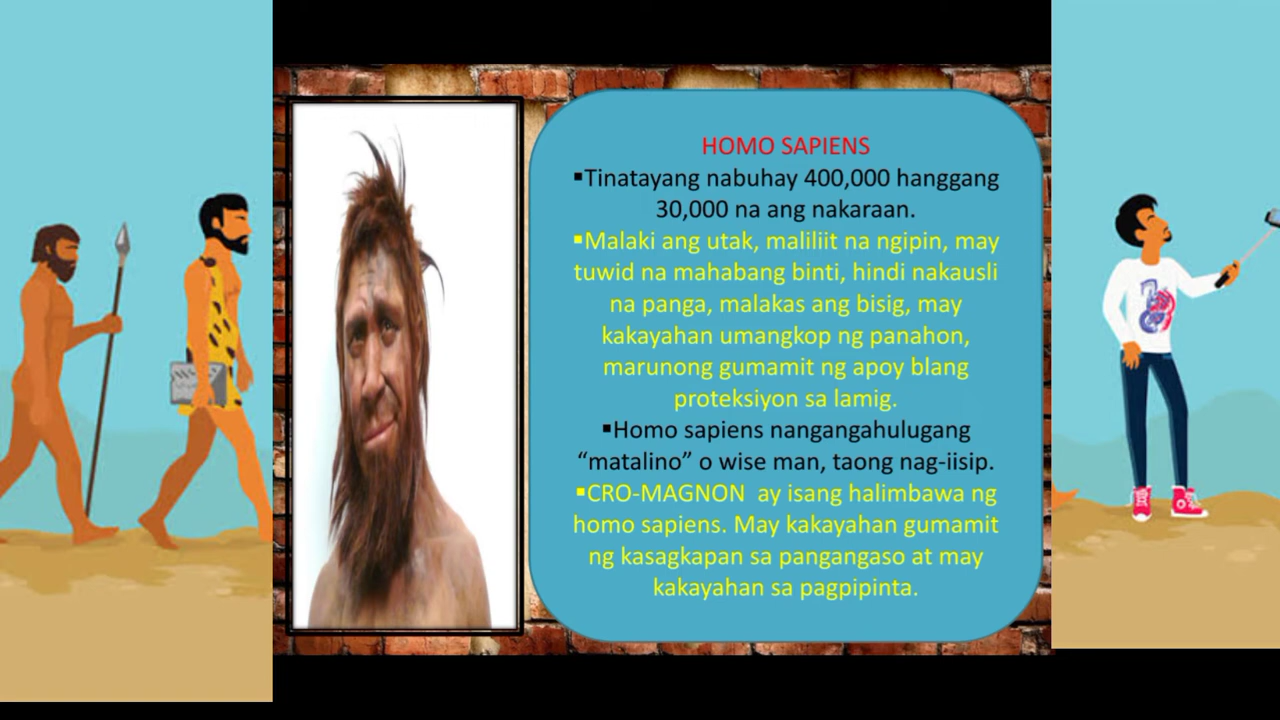 HOMO SAPIENS
▪Tinatayang nabuhay 400,000 hanggang
30,000 na ang nakaraan.
▪Malaki ang utak, maliliit na ngipin, may
tuwid na mahabang binti, hindi nakausli
na panga, malakas ang bisig, may
kakayahan umangkop ng panahon,
marunong gumamit ng apoy blang
proteksiyon sa lamig.
▪Homo sapiens nangangahulugang
“matalino” o wise man, taong nag-iisip.
▪CRO-MAGNON ay isang halimbawa ng
homo sapiens. May kakayahan gumamit
ng kasagkapan sa pangangaso at may
kakayahan sa pagpipinta.